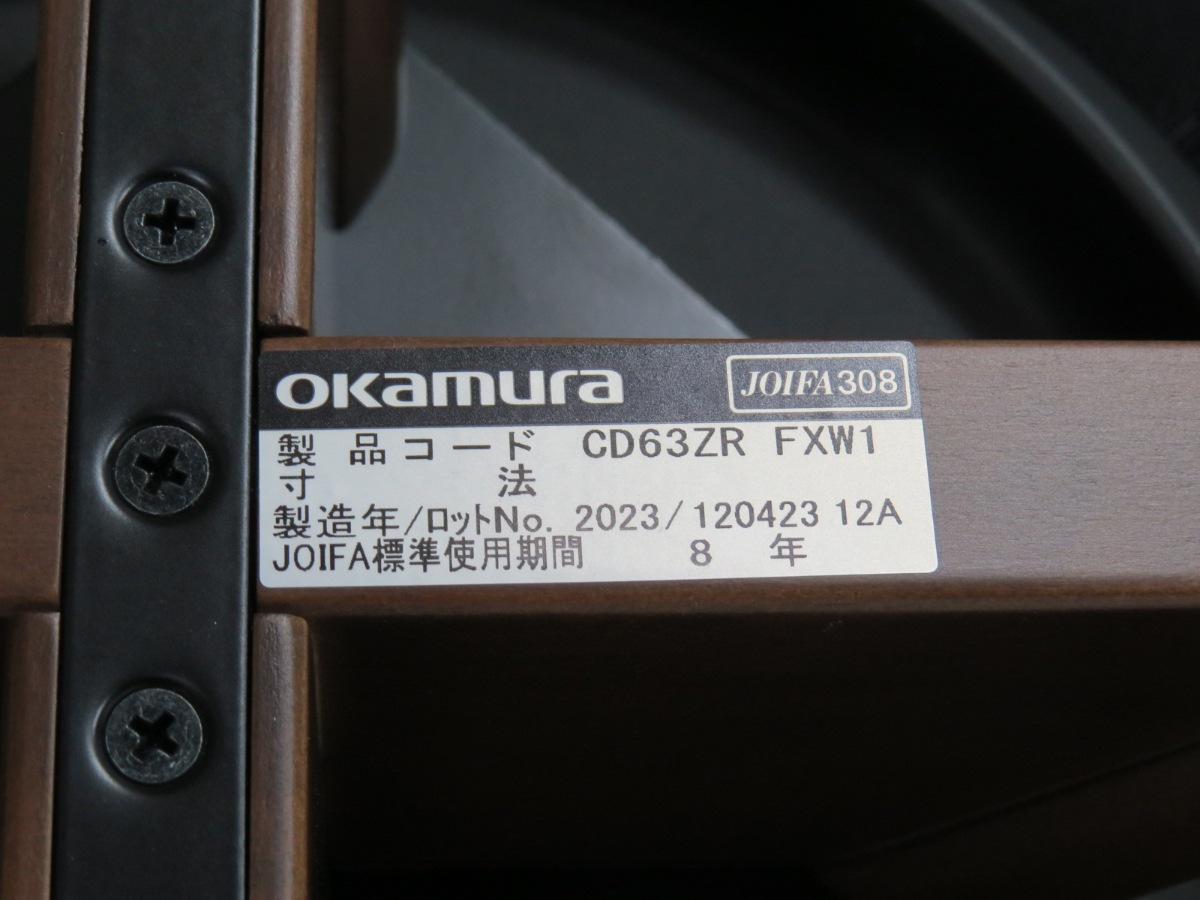 okamura JOIFA308
製品コード CD63ZR FXW1
寸法
製造年/ロットNo. 2023/120423 12A
JOIFA標準使用期間 8年